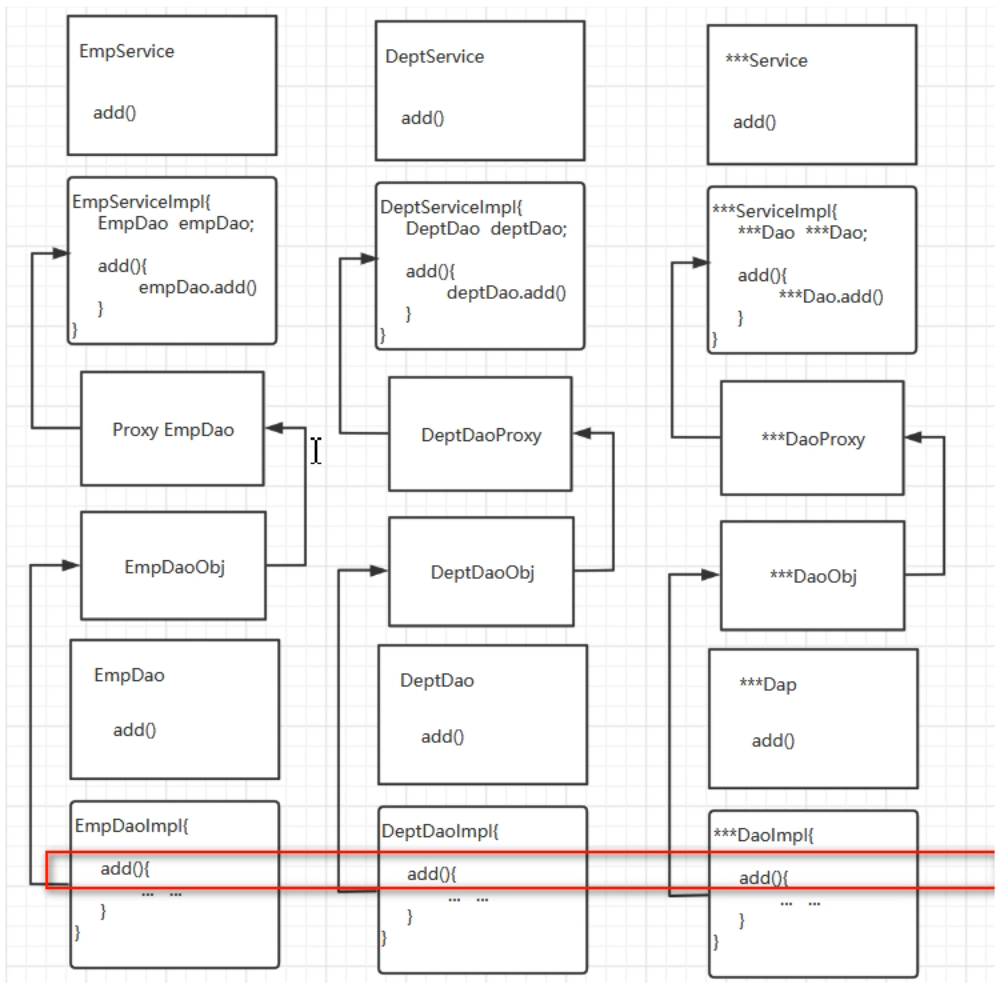 EmpService
add()
DeptService
add()
***Service
add()
EmpServiceImpl{
EmpDao empDao;
add(){
empDao.add()
}
}
DeptServiceImpl{
DeptDao deptDao;
add(){
deptDao.add()
}
}
***ServiceImpl{
***Dao ***Dao;
add(){
***Dao.add()
}
}
Proxy EmpDao
DeptDaoProxy
***DaoProxy
EmpDaoObj
DeptDaoObj
***DaoObj
EmpDao
add()
DeptDao
add()
***Dap
add()
EmpDaoImpl{
add(){
... ...
}
}
DeptDaoImpl{
add(){
... ...
}
}
***DaoImpl{
add(){
... ...
}
}